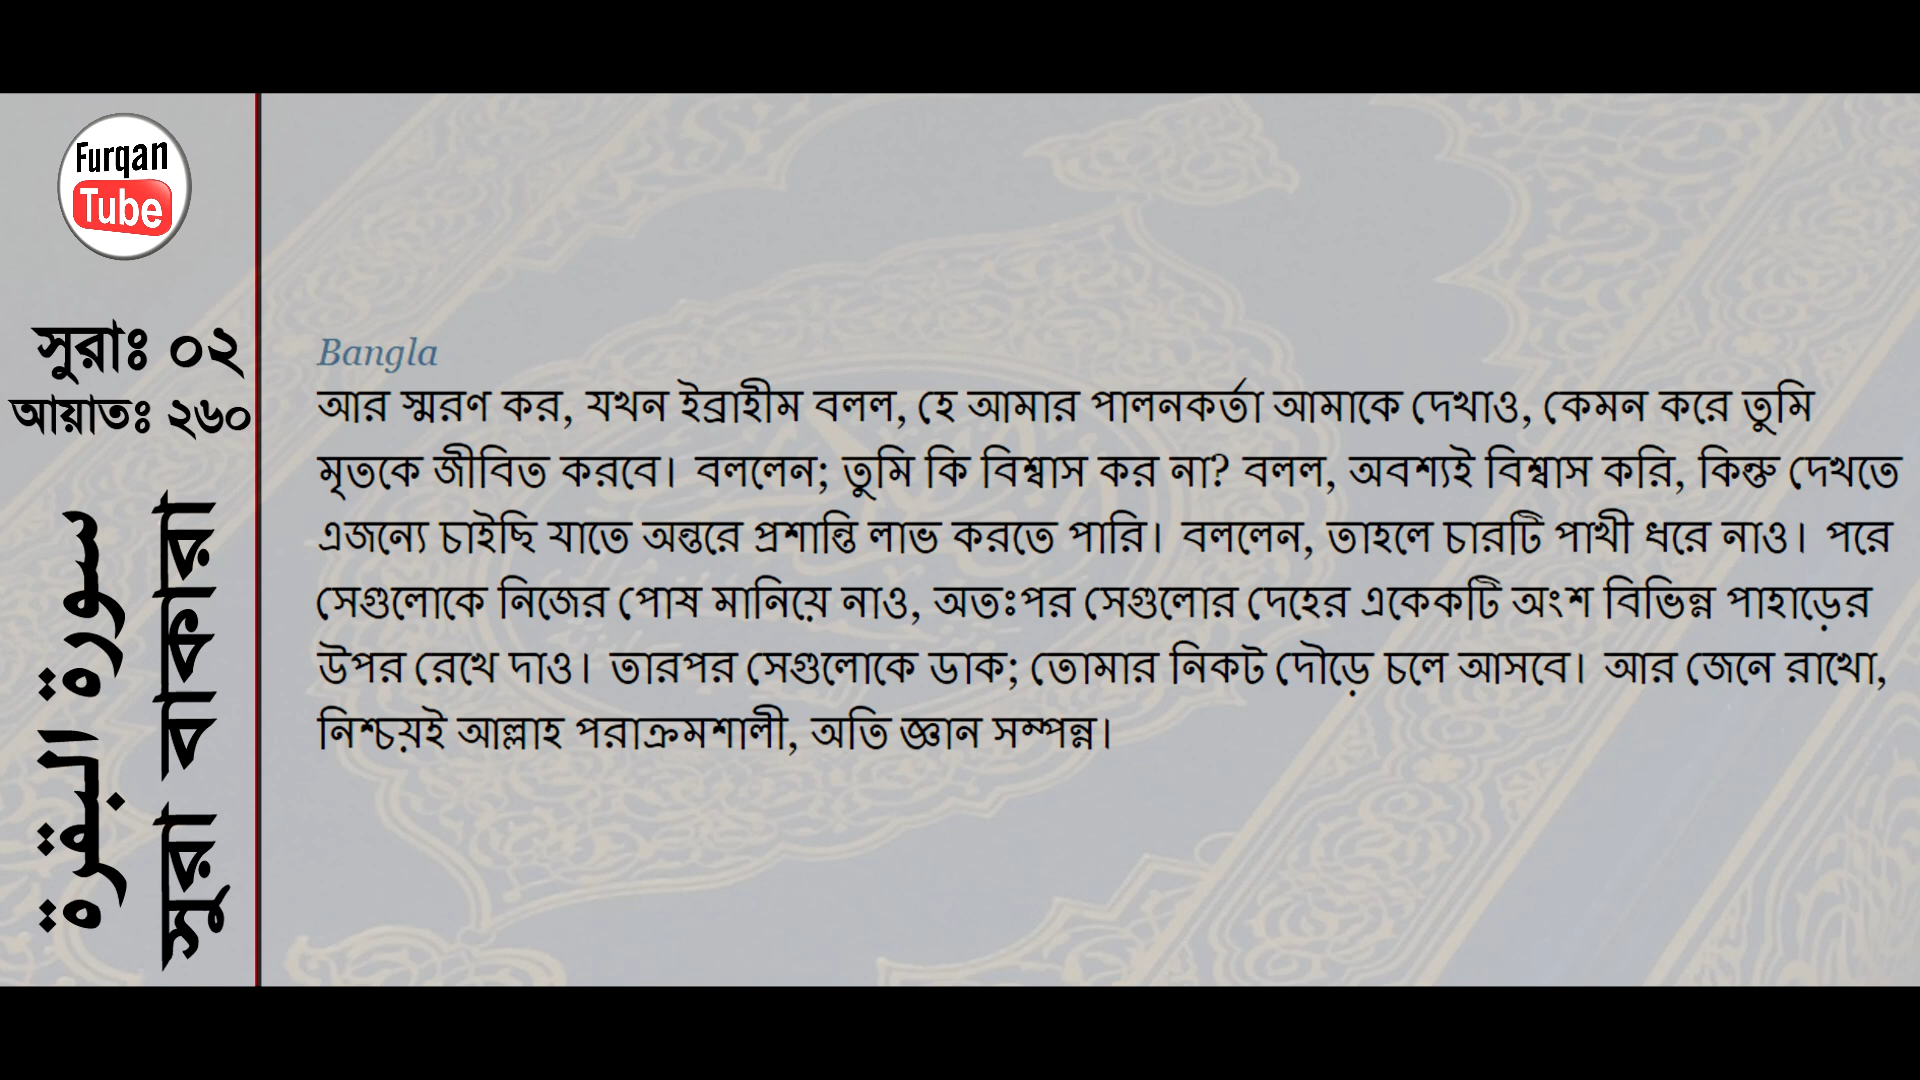 Furqan
Tube
সুরাঃ ০২
আয়াতঃ ২৬০
سورة البقرة
সুরা বাকারা
Bangla
আর স্মরণ কর, যখন ইব্রাহীম বলল, হে আমার পালনকর্তা আমাকে দেখাও, কেমন করে তুমি
মৃতকে জীবিত করবে। বললেন; তুমি কি বিশ্বাস কর না? বলল, অবশ্যই বিশ্বাস করি, কিন্তু দেখতে
এজন্যে চাইছি যাতে অন্তরে প্রশান্তি লাভ করতে পারি। বললেন, তাহলে চারটি পাখী ধরে নাও। পরে
সেগুলোকে নিজের পোষ মানিয়ে নাও, অতঃপর সেগুলোর দেহের একেকটি অংশ বিভিন্ন পাহাড়ের
উপর রেখে দাও। তারপর সেগুলোকে ডাক; তোমার নিকট দৌড়ে চলে আসবে। আর জেনে রাখো,
নিশ্চয়ই আল্লাহ পরাক্রমশালী, অতি জ্ঞান সম্পন্ন।